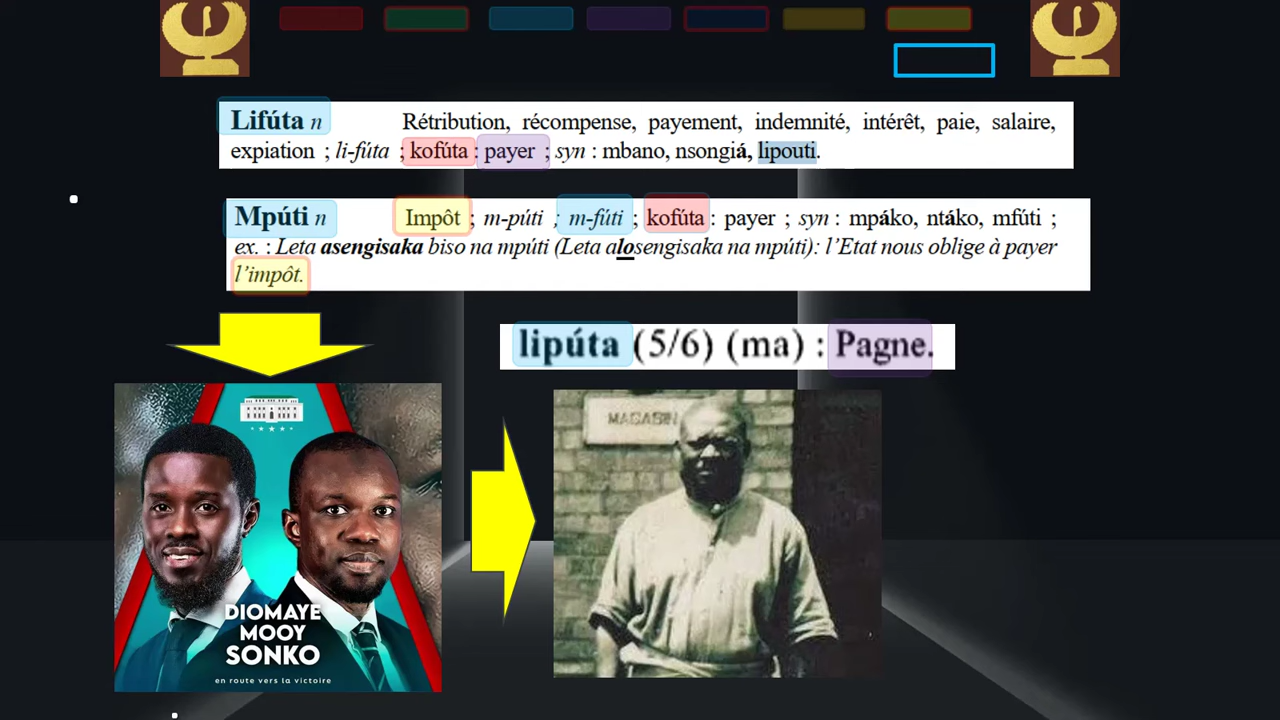 Lifúta n Rétribution, récompense, payement, indemnité, intérêt, paie, salaire,
expiation ; li-fúta ; kofúta : payer ; syn : mbano, nsongiá, lipouti.
Mpúti n Impôt ; m-púti ; m-fúti ; kofúta : payer ; syn : mpáko, ntáko, mfúti ;
ex. : Leta asengisaka biso na mpúti (Leta alosengisaka na mpúti): l’Etat nous oblige à payer
l’impôt.
lipúta (5/6) (ma) : Pagne.
MAGASIN
DIOMAYE
MOOY
SONKO
en route vers la victoire